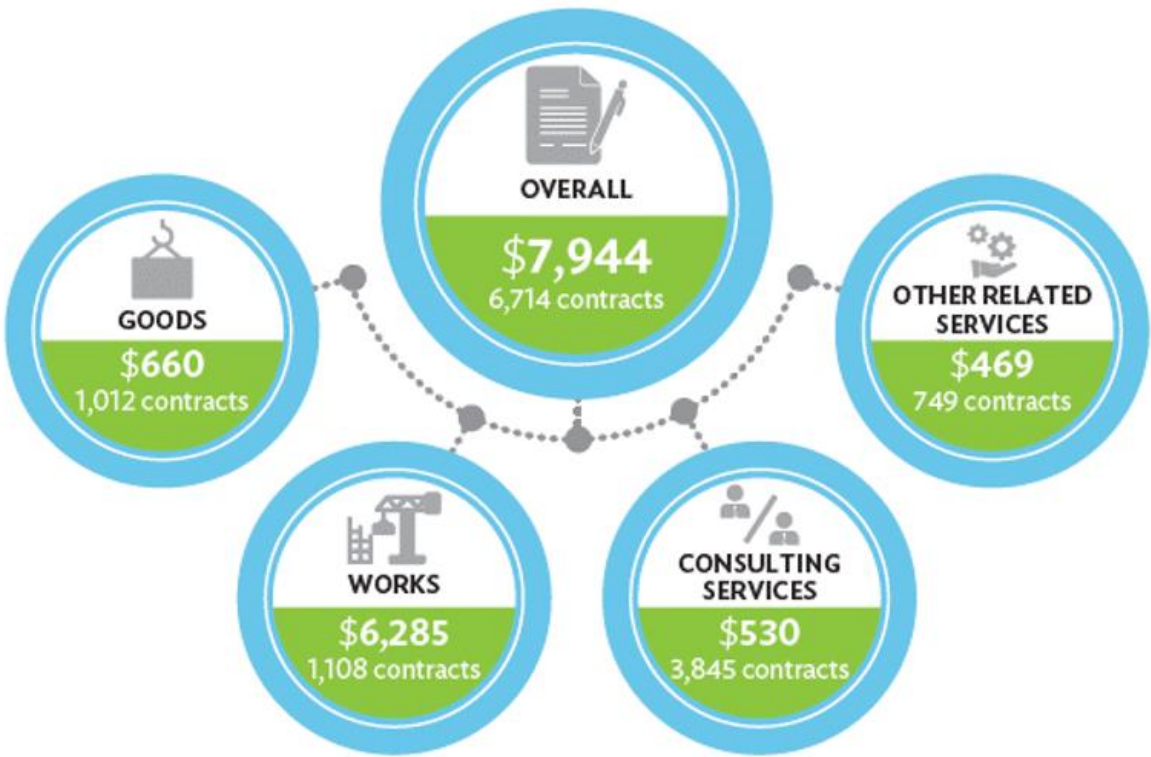 OVERALL
$7,944
6,714 contracts
GOODS
$660
1,012 contracts
OTHER RELATED
SERVICES
$469
749 contracts
WORKS
$6,285
1,108 contracts
CONSULTING
SERVICES
$530
3,845 contracts